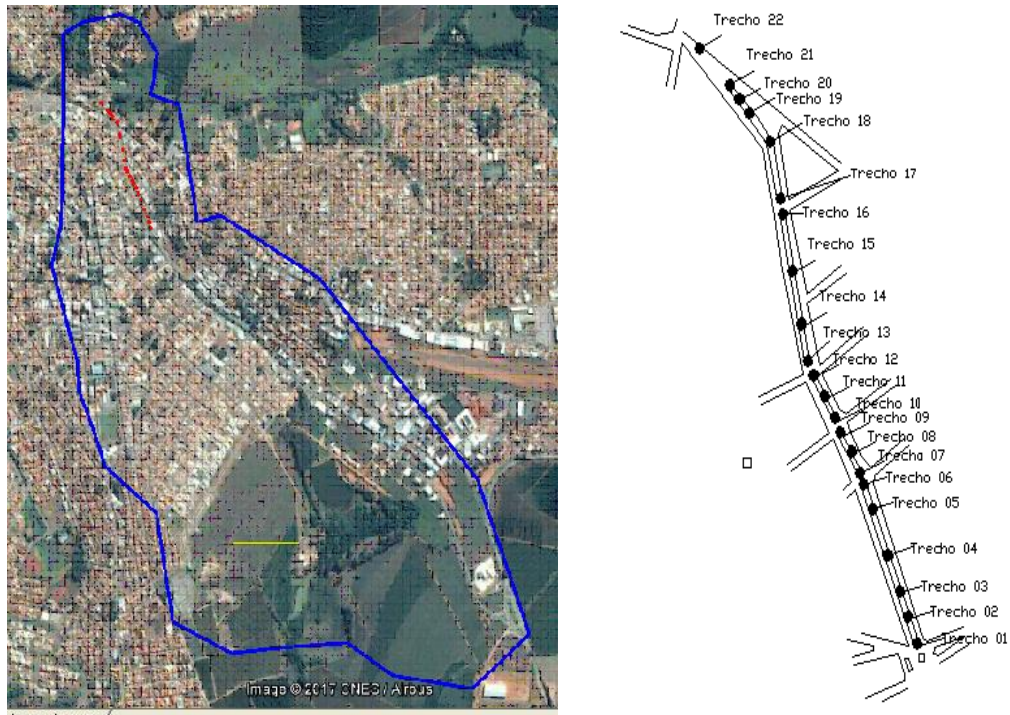 Trecho 22
Trecho 21
Trecho 20
Trecho 19
Trecho 18
Trecho 17
Trecho 16
Trecho 15
Trecho 14
Trecho 13
Trecho 12
Trecho 11
Trecho 10
Trecho 09
Trecho 08
Trecho 07
Trecho 06
Trecho 05
Trecho 04
Trecho 03
Trecho 02
Trecho 01
Image © 2017 CNES / Airbus